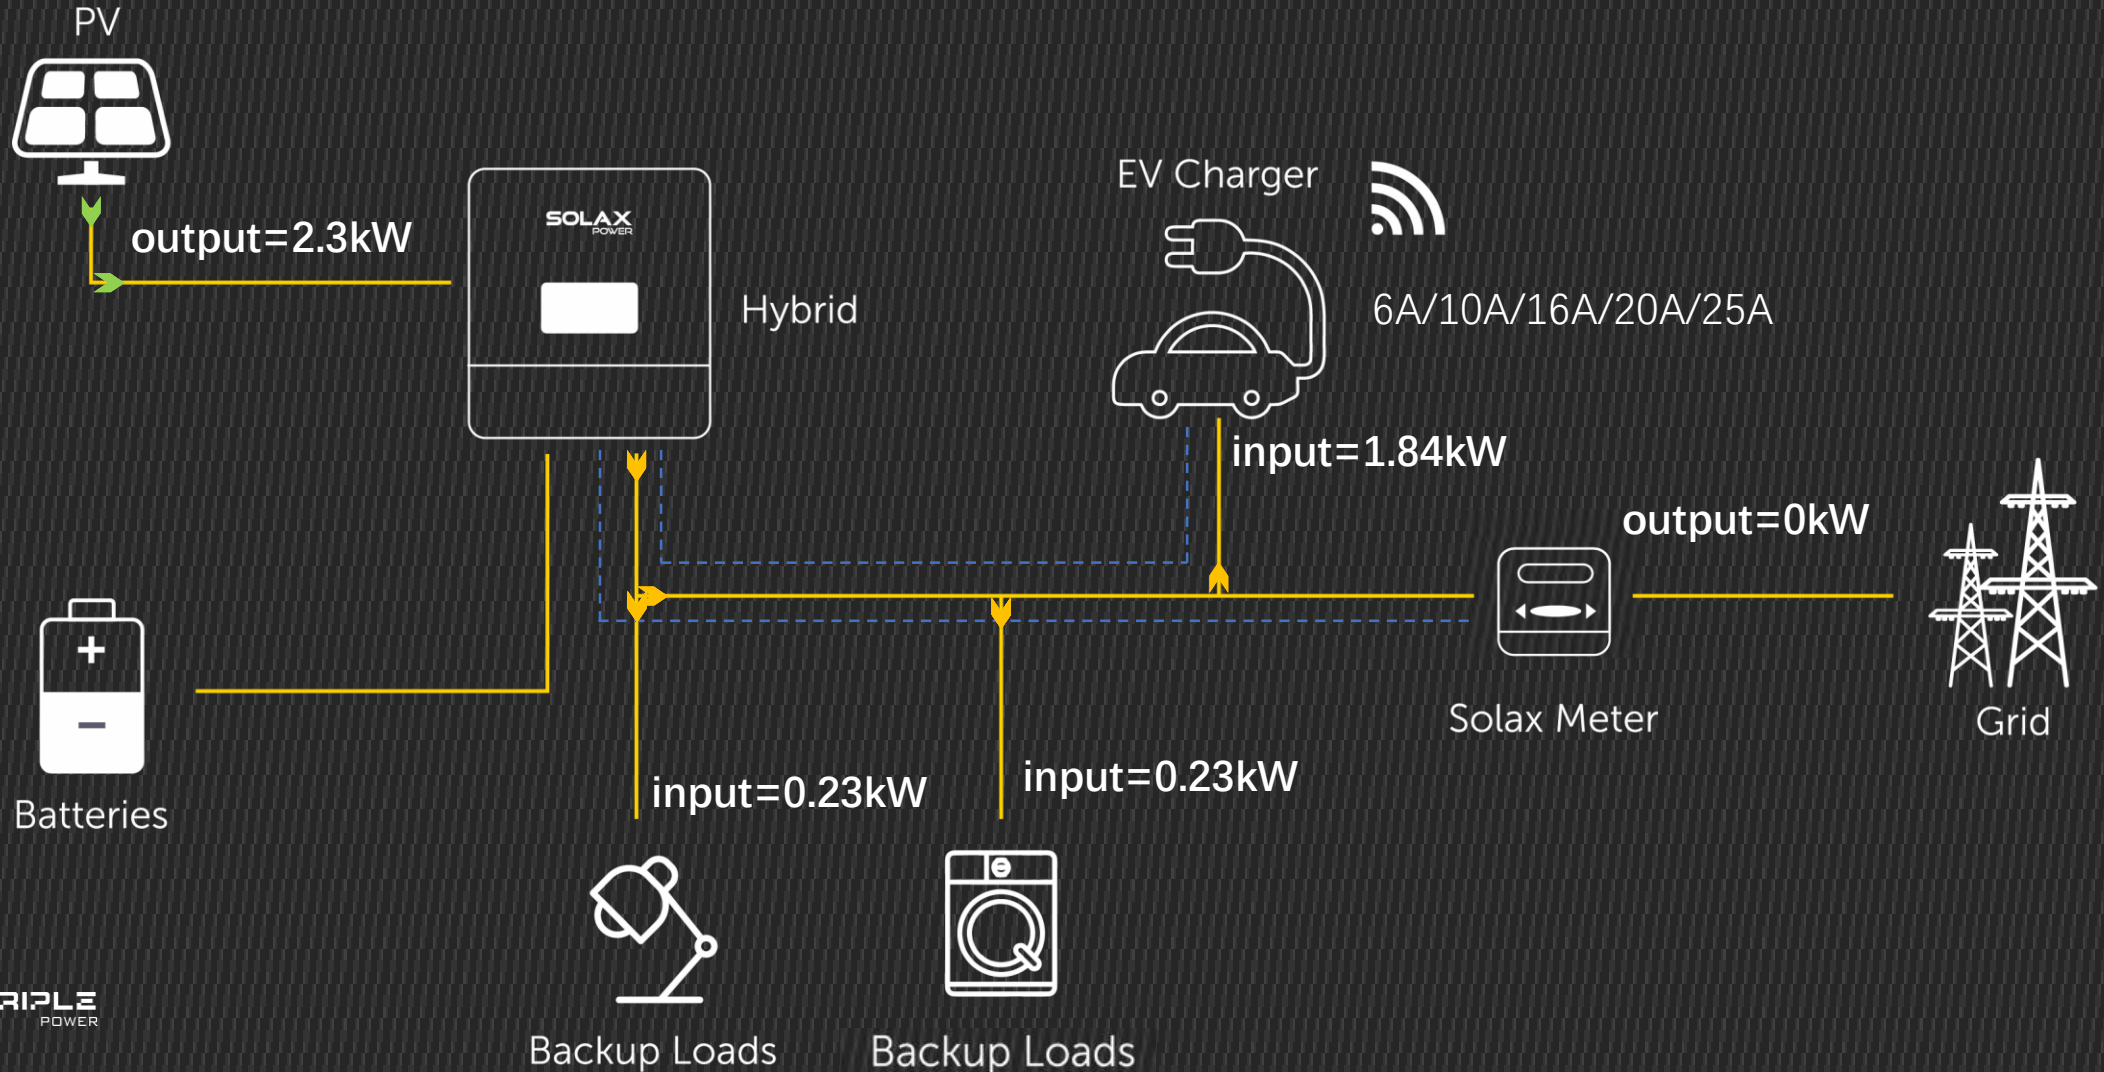 PV
output=2.3kW
SOLAX
POWER
Hybrid
EV Charger
6A/10A/16A/20A/25A
input=1.84kW
output=0kW
Solax Meter
Grid
+
−
Batteries
input=0.23kW
input=0.23kW
RIPLE
POWER
Backup Loads
Backup Loads